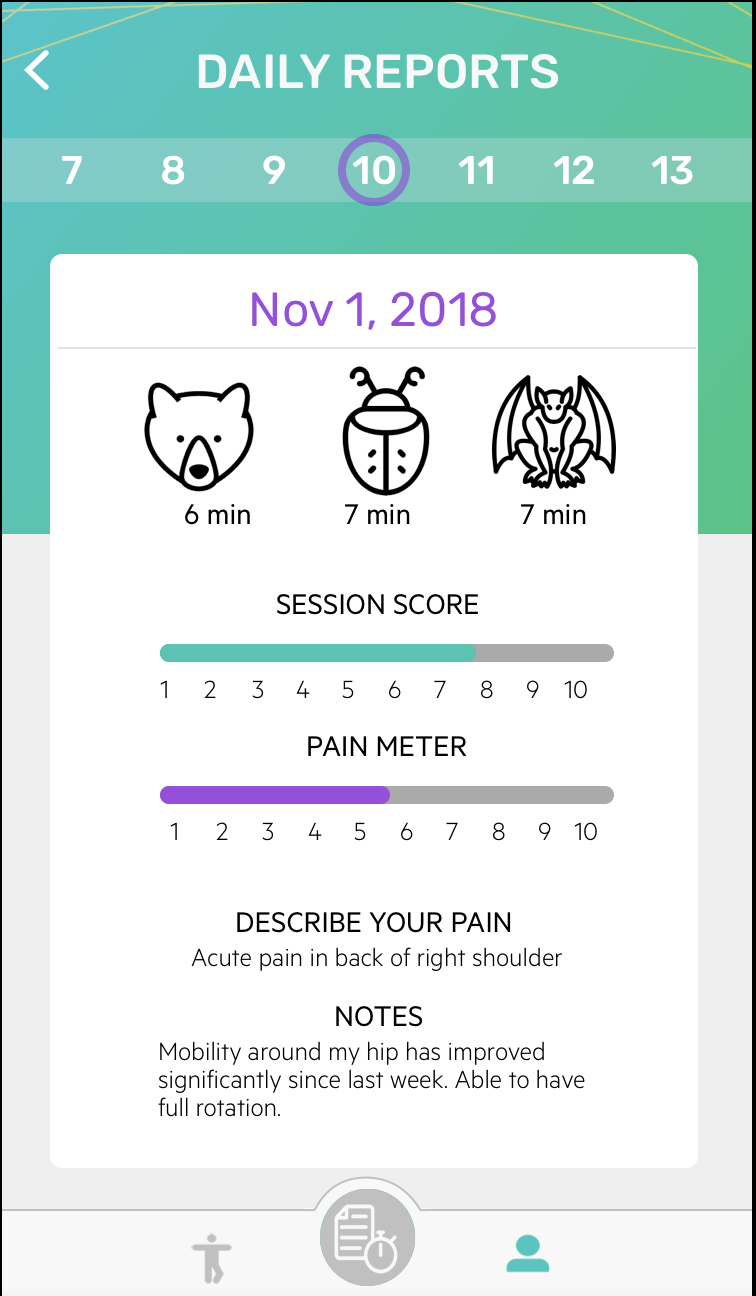 DAILY REPORTS
7 8 9 10 11 12 13
Nov 1, 2018
6 min 7 min 7 min
SESSION SCORE
1 2 3 4 5 6 7 8 9 10
PAIN METER
1 2 3 4 5 6 7 8 9 10
DESCRIBE YOUR PAIN
Acute pain in back of right shoulder
NOTES
Mobility around my hip has improved
significantly since last week. Able to have
full rotation.